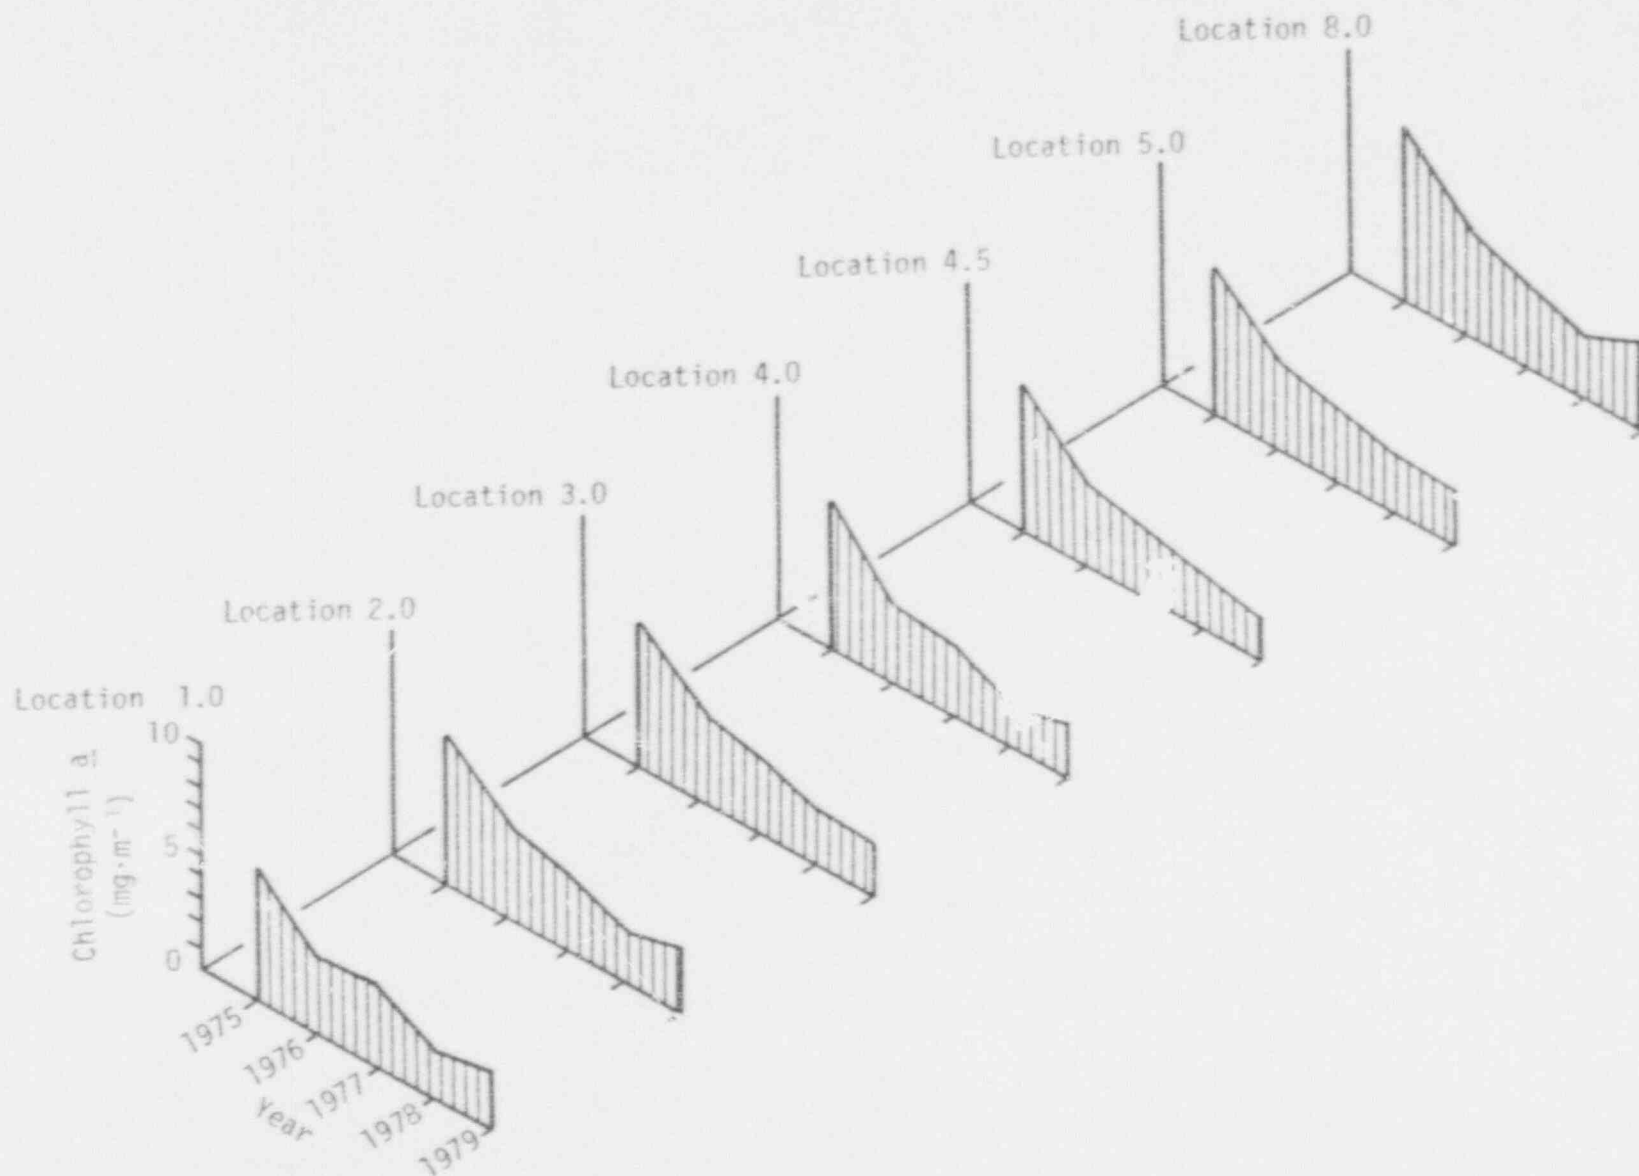 Location 8.0
Location 5.0
Location 4.5
Location 4.0
Location 3.0
Location 2.0
Location 1.0
10
5
0
Chlorophyll a
(mg·m⁻¹)
1975
1976
1977
1978
1979
Year